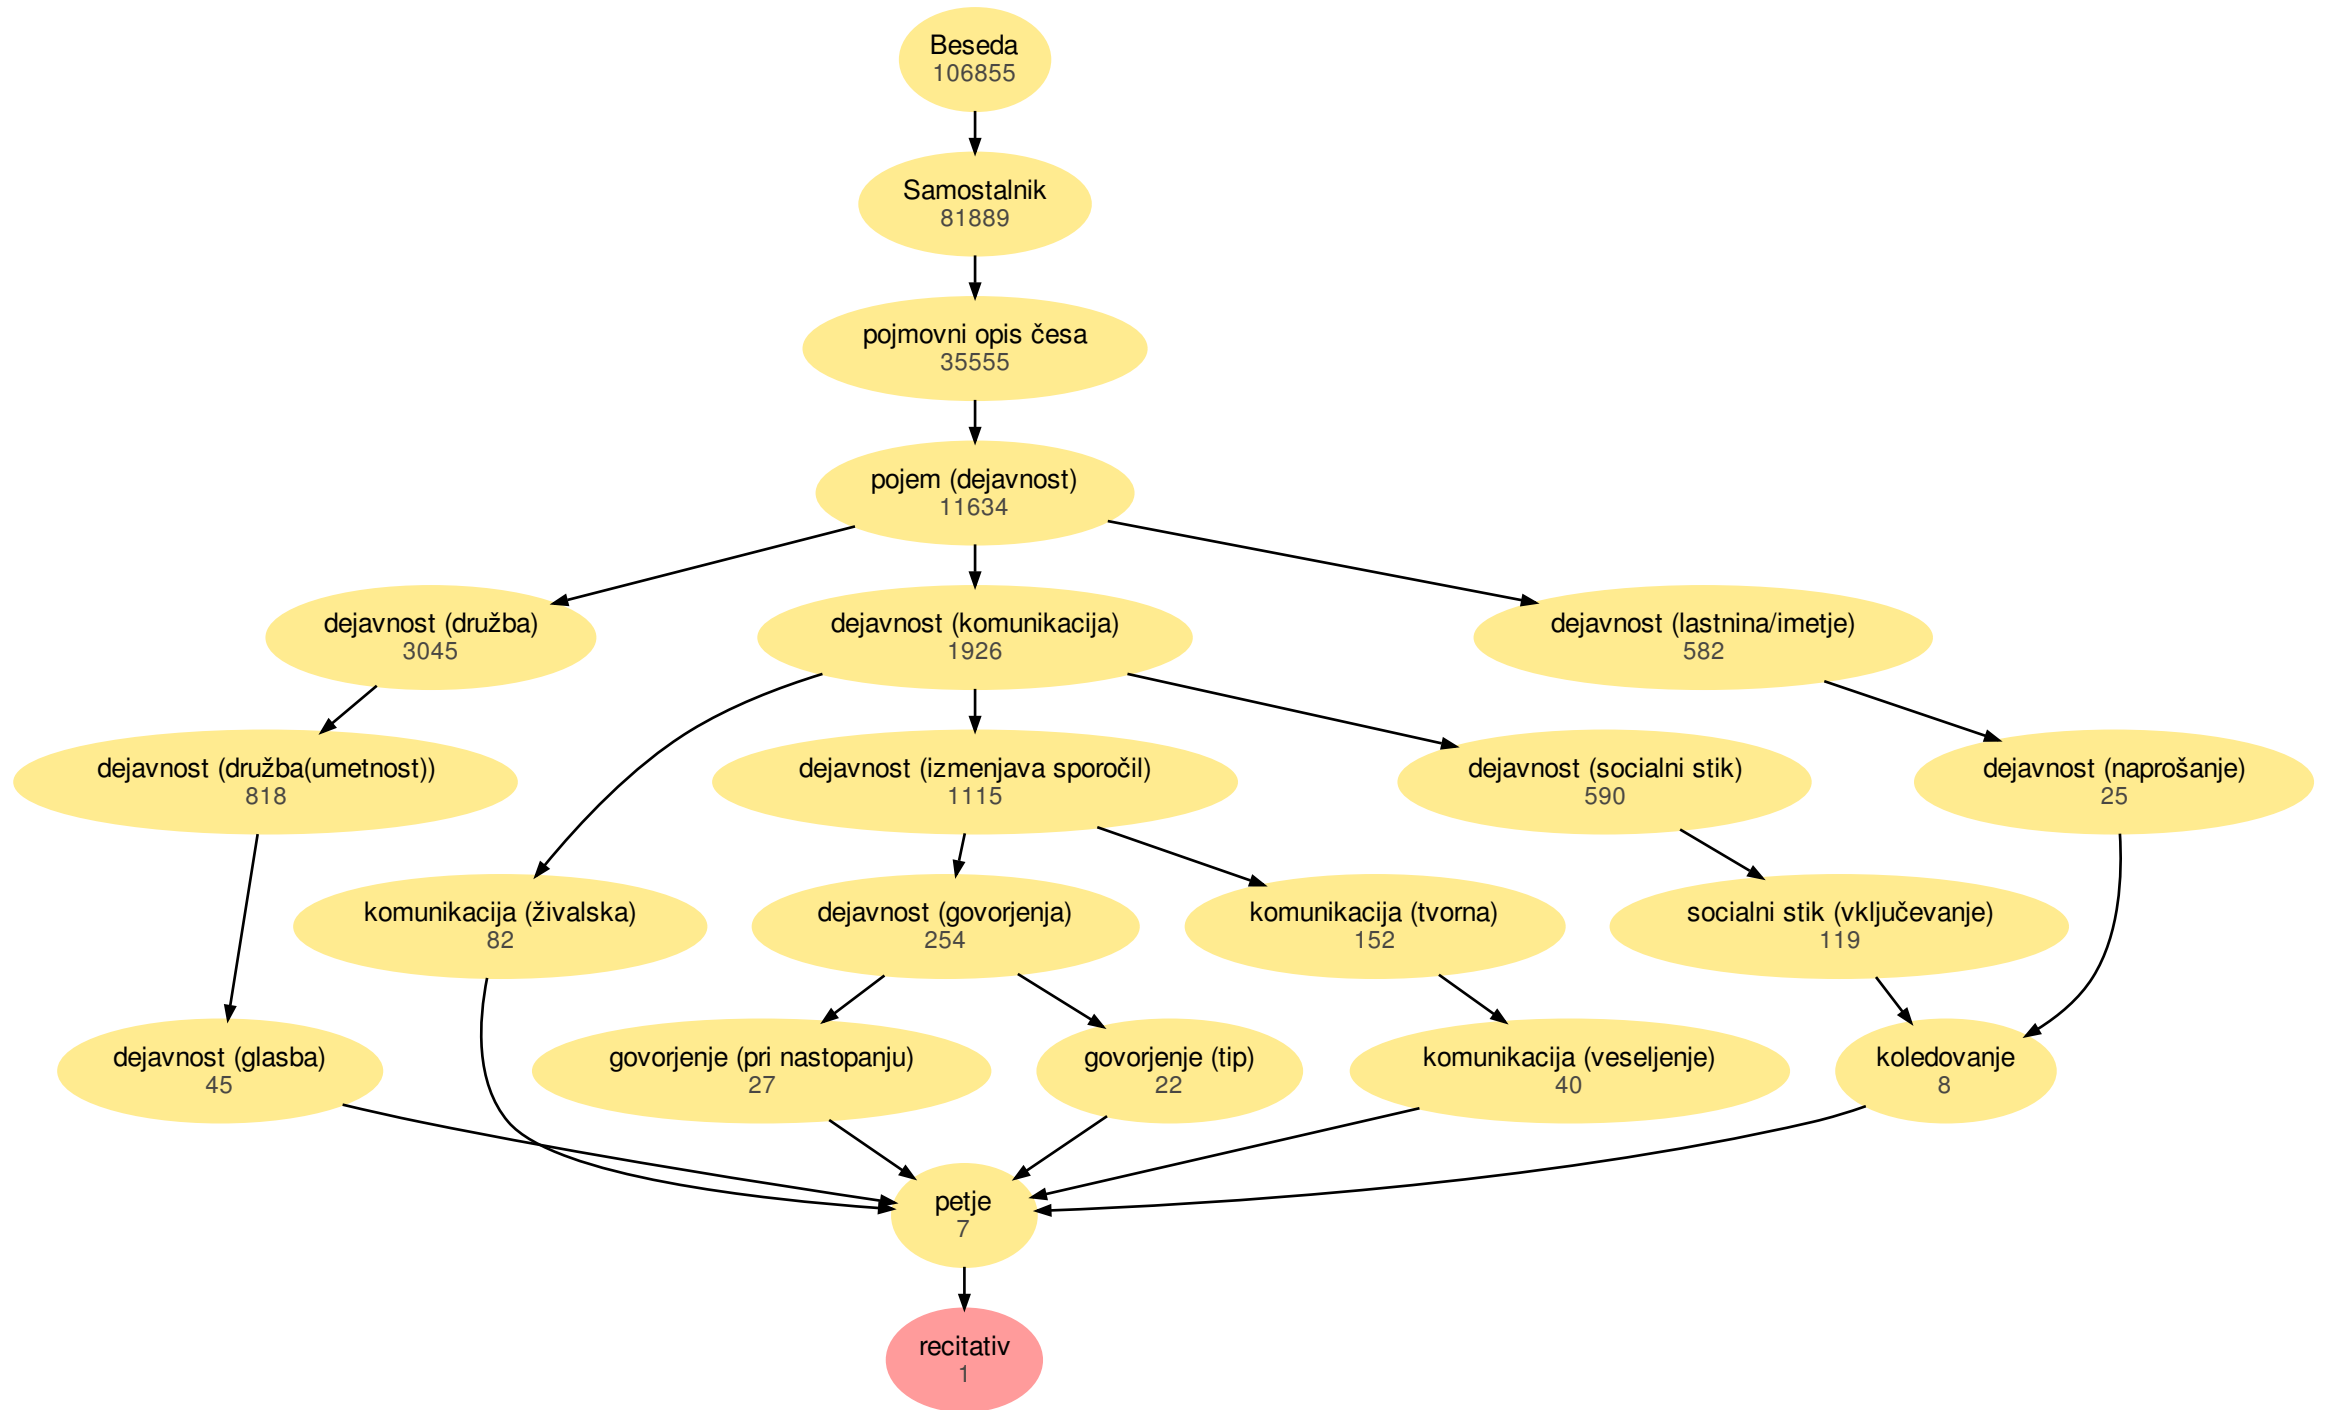 Beseda
106855
Samostalnik
81889
pojmovni opis česa
35555
pojem (dejavnost)
11634
dejavnost (družba)
3045
dejavnost (komunikacija)
1926
dejavnost (lastnina/imetje)
582
dejavnost (družba(umetnost))
818
dejavnost (izmenjava sporočil)
1115
dejavnost (socialni stik)
590
dejavnost (naprošanje)
25
komunikacija (živalska)
82
dejavnost (govorjenja)
254
komunikacija (tvorna)
152
socialni stik (vključevanje)
119
dejavnost (glasba)
45
govorjenje (pri nastopanju)
27
govorjenje (tip)
22
komunikacija (veseljenje)
40
koledovanje
8
petje
7
recitativ
1